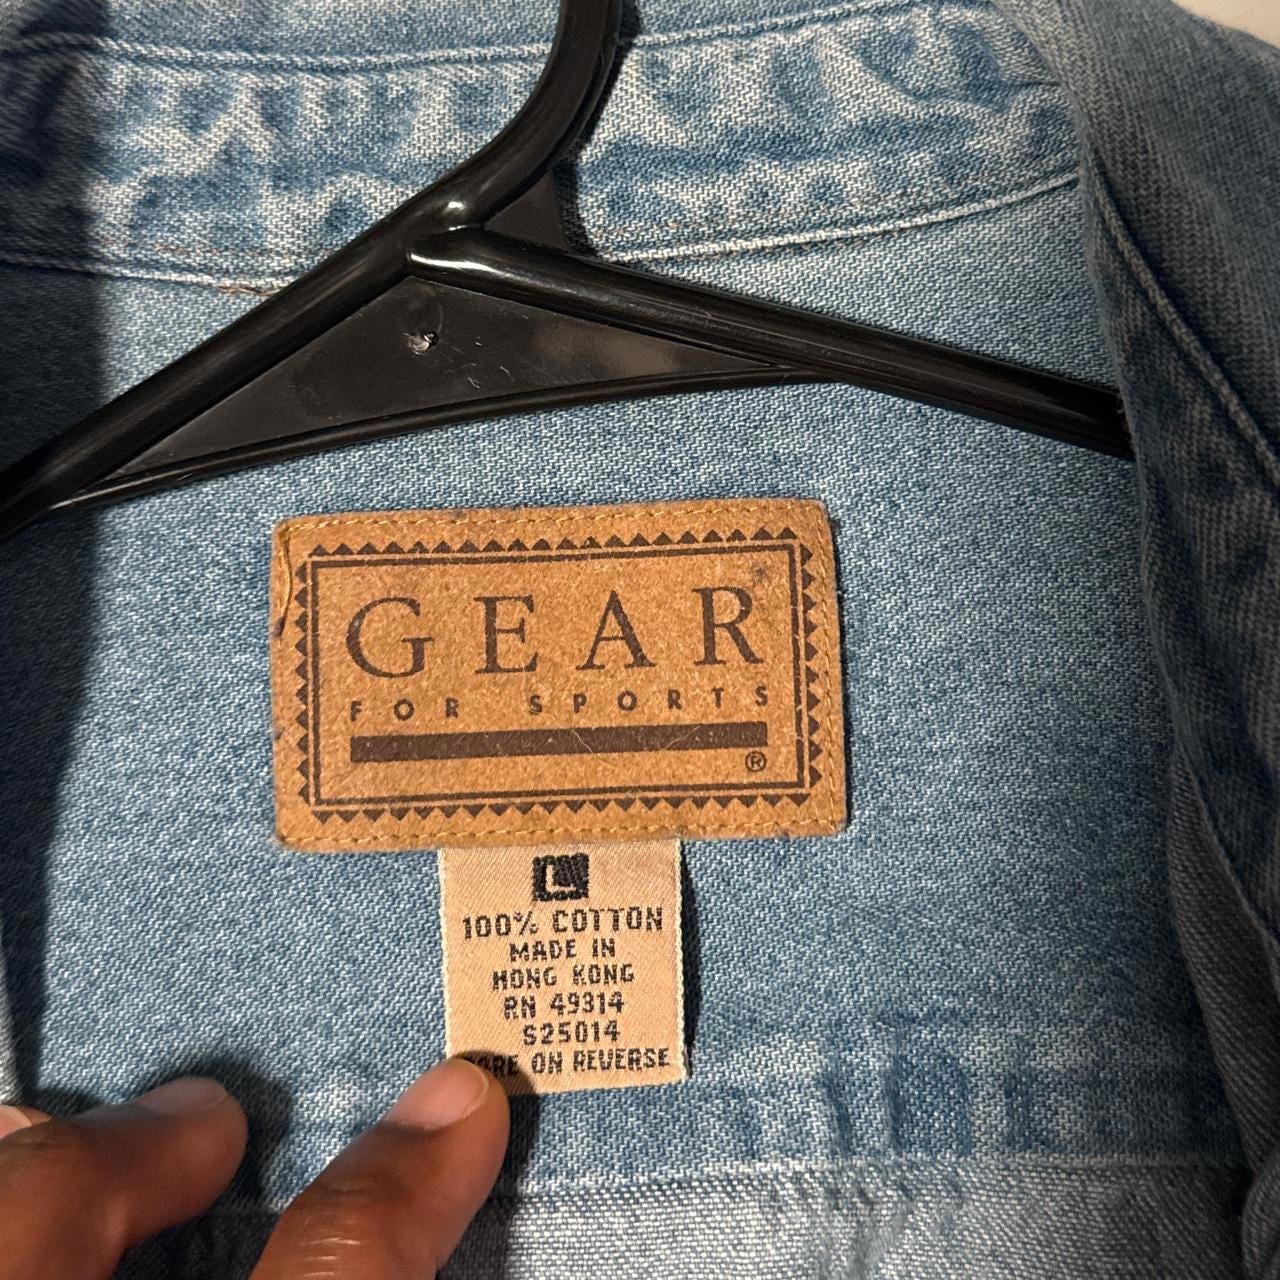 GEAR
FOR SPORTS
®
L
100% COTTON
MADE IN
HONG KONG
RN 49314
S25014
ON REVERSE